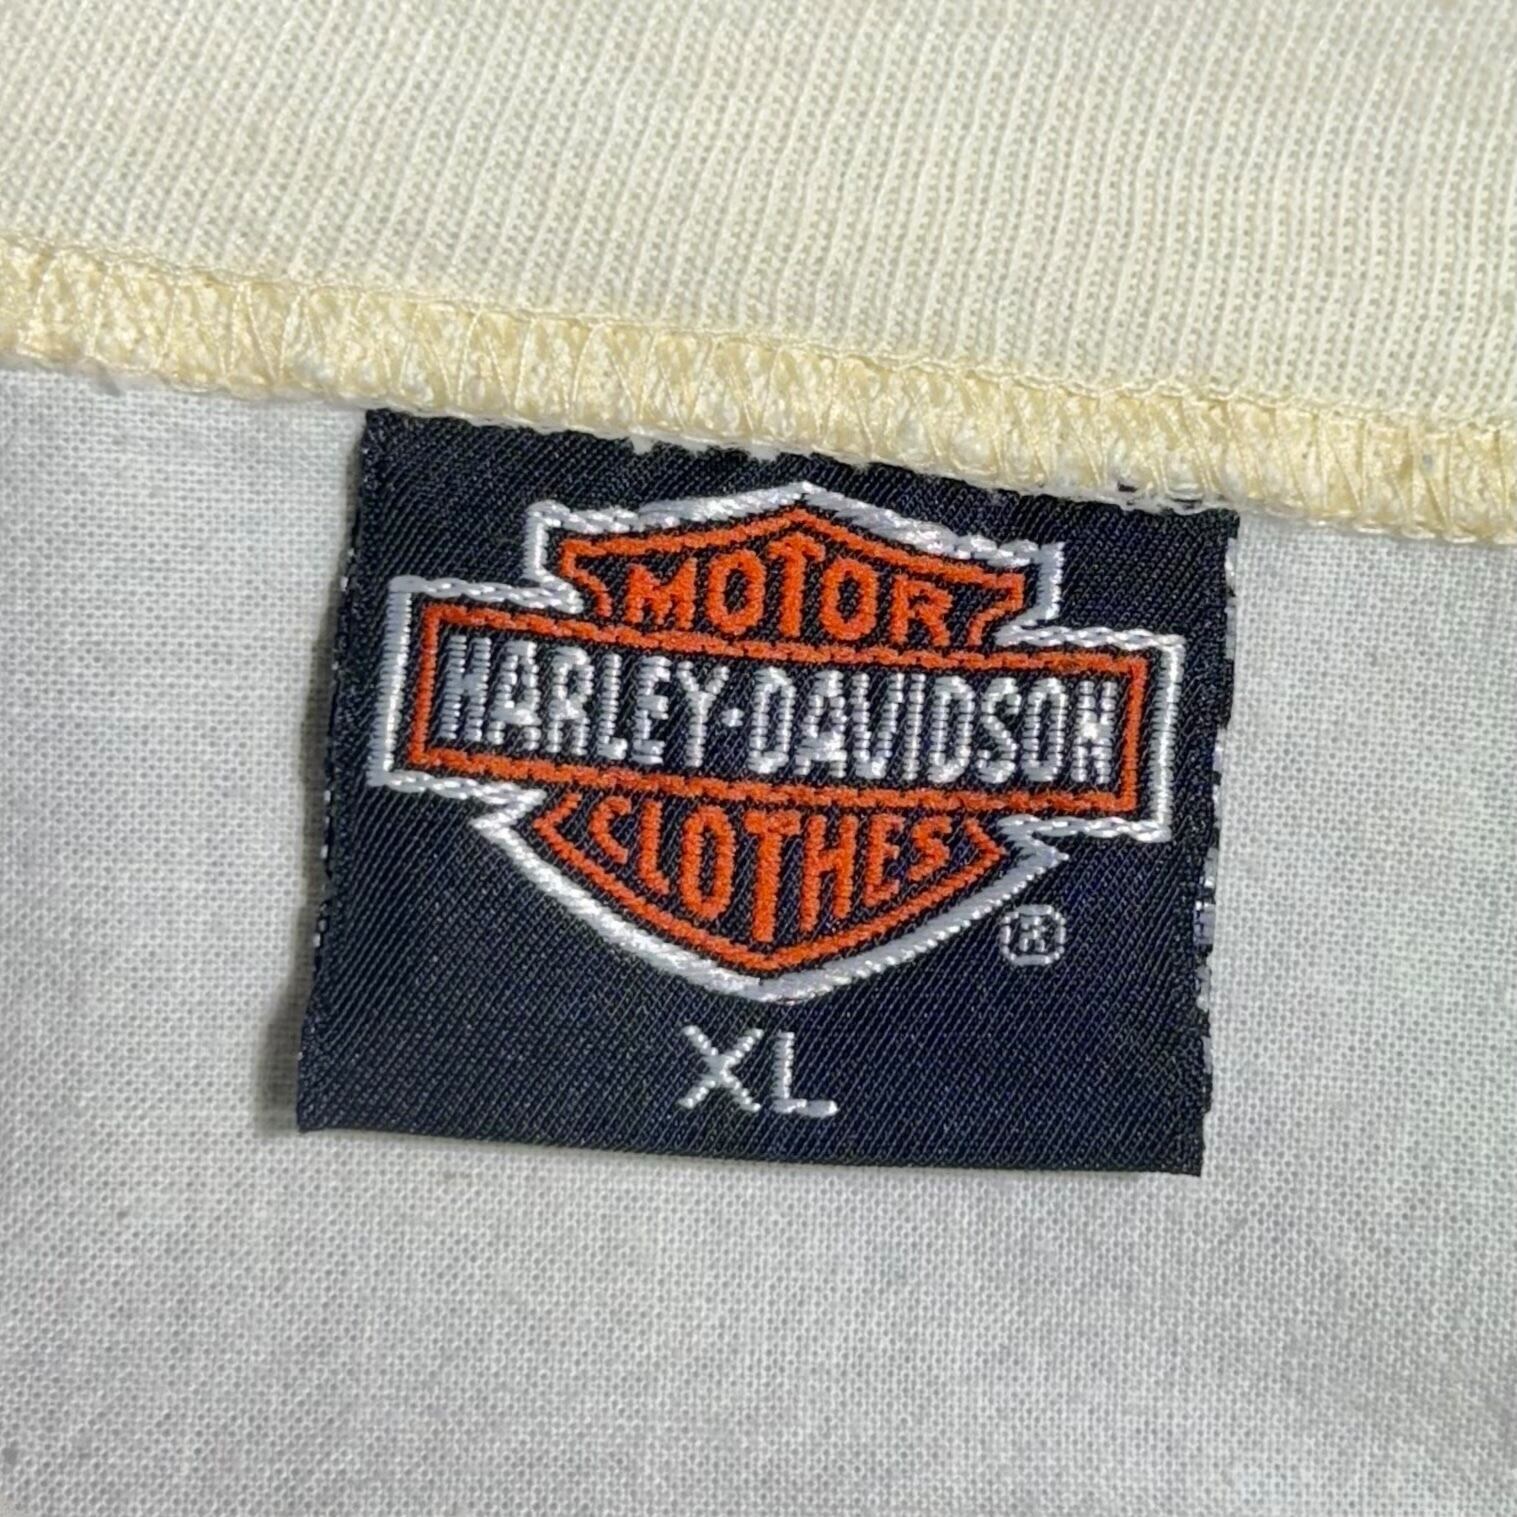 MOTOR
HARLEY-DAVIDSON
CLOTHES
®
XL